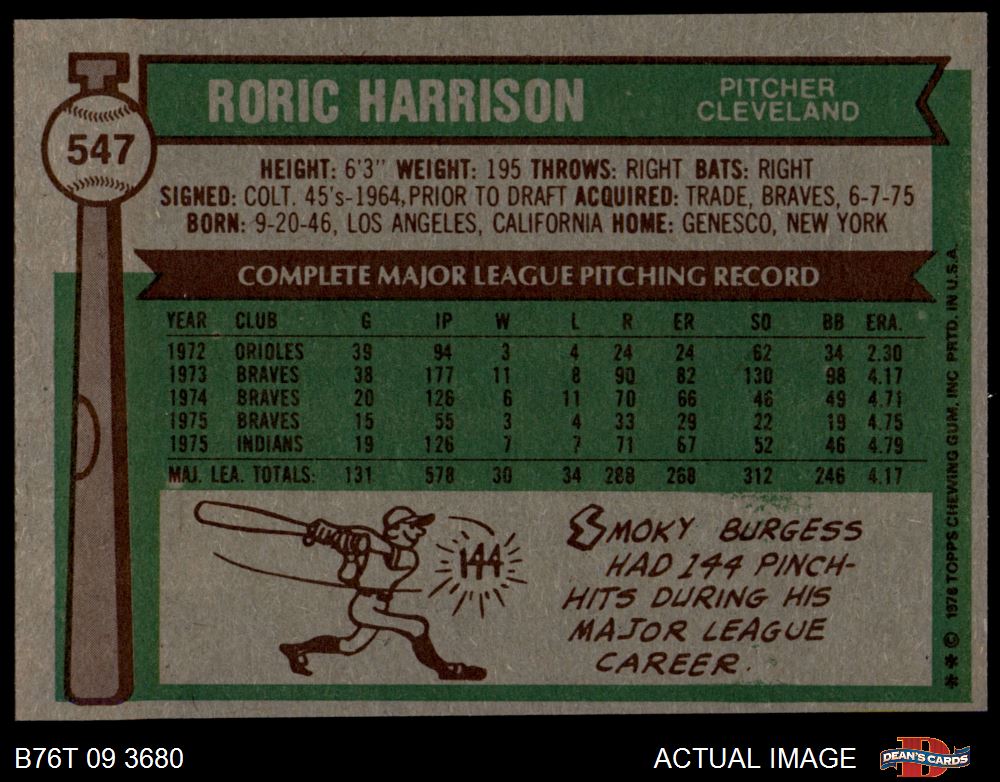 547
RORIC HARRISON
PITCHER
CLEVELAND
HEIGHT: 6'3" WEIGHT: 195 THROWS: RIGHT BATS: RIGHT
SIGNED: COLT. 45's-1964, PRIOR TO DRAFT ACQUIRED: TRADE, BRAVES, 6-7-75
BORN: 9-20-46, LOS ANGELES, CALIFORNIA HOME: GENESCO, NEW YORK
COMPLETE MAJOR LEAGUE PITCHING RECORD
YEAR CLUB G IP W L R ER SO BB ERA.
1972 ORIOLES 39 94 3 4 24 24 62 34 2.30
1973 BRAVES 38 177 11 8 90 82 130 98 4.17
1974 BRAVES 20 126 6 11 70 66 46 49 4.71
1975 BRAVES 15 55 3 4 33 29 22 19 4.75
1975 INDIANS 19 126 7 7 71 67 52 46 4.79
MAJ. LEA. TOTALS: 131 578 30 34 288 268 312 246 4.17
144
SMOKY BURGESS
HAD 144 PINCH-
HITS DURING HIS
MAJOR LEAGUE
CAREER.
** © 1976 TOPPS CHEWING GUM, INC PRTD. IN U.S.A.
B76T 09 3680
ACTUAL IMAGE
D
DEAN'S CARDS